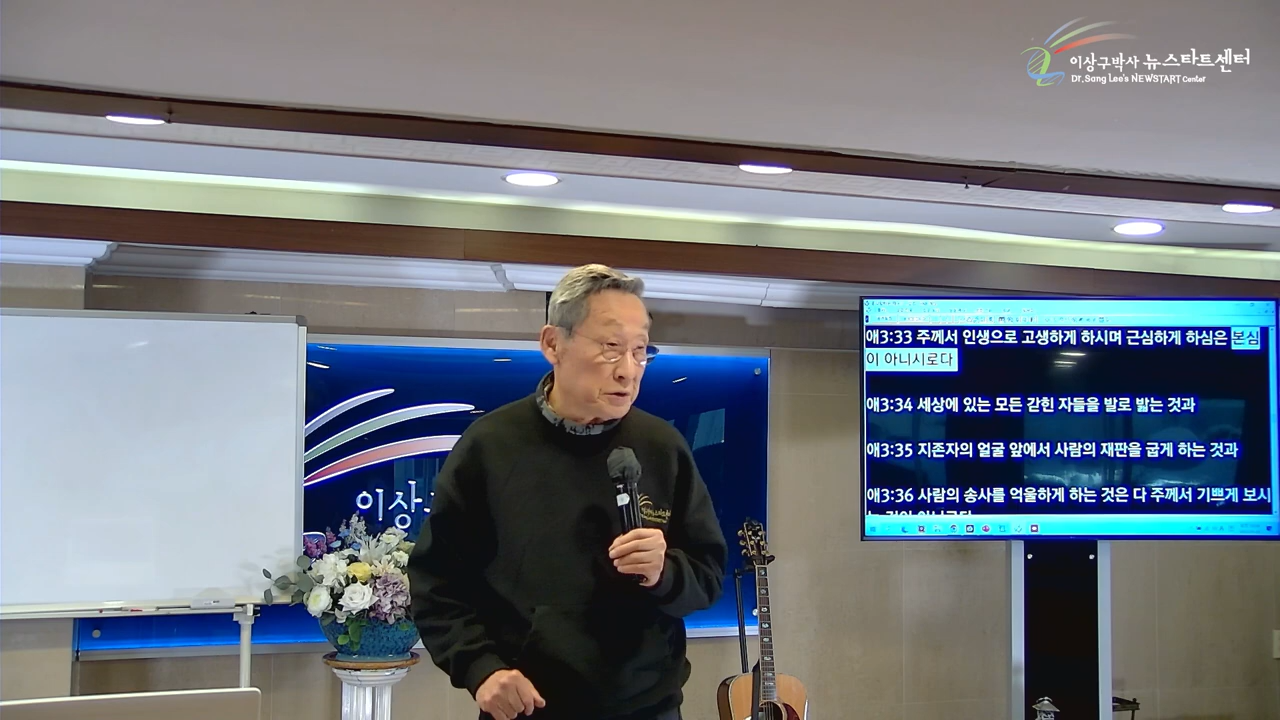 이상구박사 뉴스타트센터
Dr. Sang Lee's NEWSTART Center
애3:33 주께서 인생으로 고생하게 하시며 근심하게 하심은 본심
이 아니시로다
애3:34 세상에 있는 모든 갇힌 자들을 발로 밟는 것과
애3:35 지존자의 얼굴 앞에서 사람의 재판을 굽게 하는 것과
애3:36 사람의 송사를 억울하게 하는 것은 다 주께서 기쁘게 보시
이상